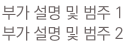 부가 설명 및 범주 1
부가 설명 및 범주 2